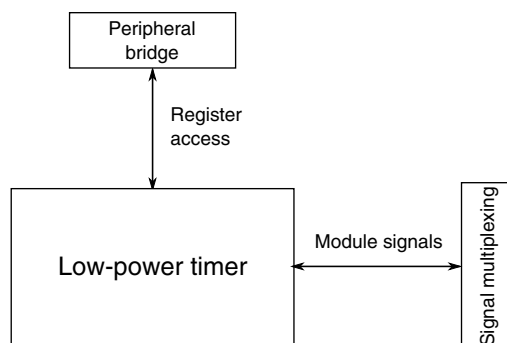 Peripheral
bridge
Register
access
Low-power timer
Module signals
Signal multiplexing